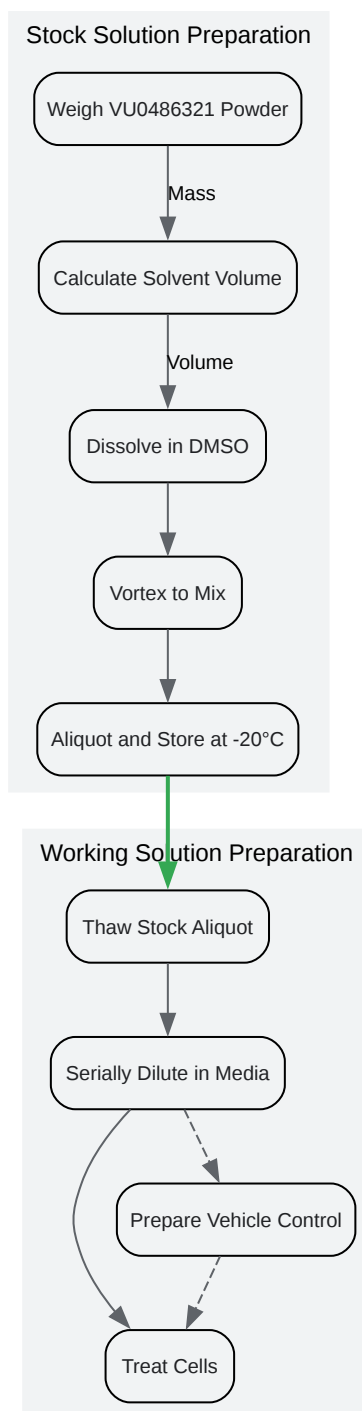 Stock Solution Preparation
Weigh VU0486321 Powder
Mass
Calculate Solvent Volume
Volume
Dissolve in DMSO
Vortex to Mix
Aliquot and Store at -20°C
Working Solution Preparation
Thaw Stock Aliquot
Serially Dilute in Media
Prepare Vehicle Control
Treat Cells